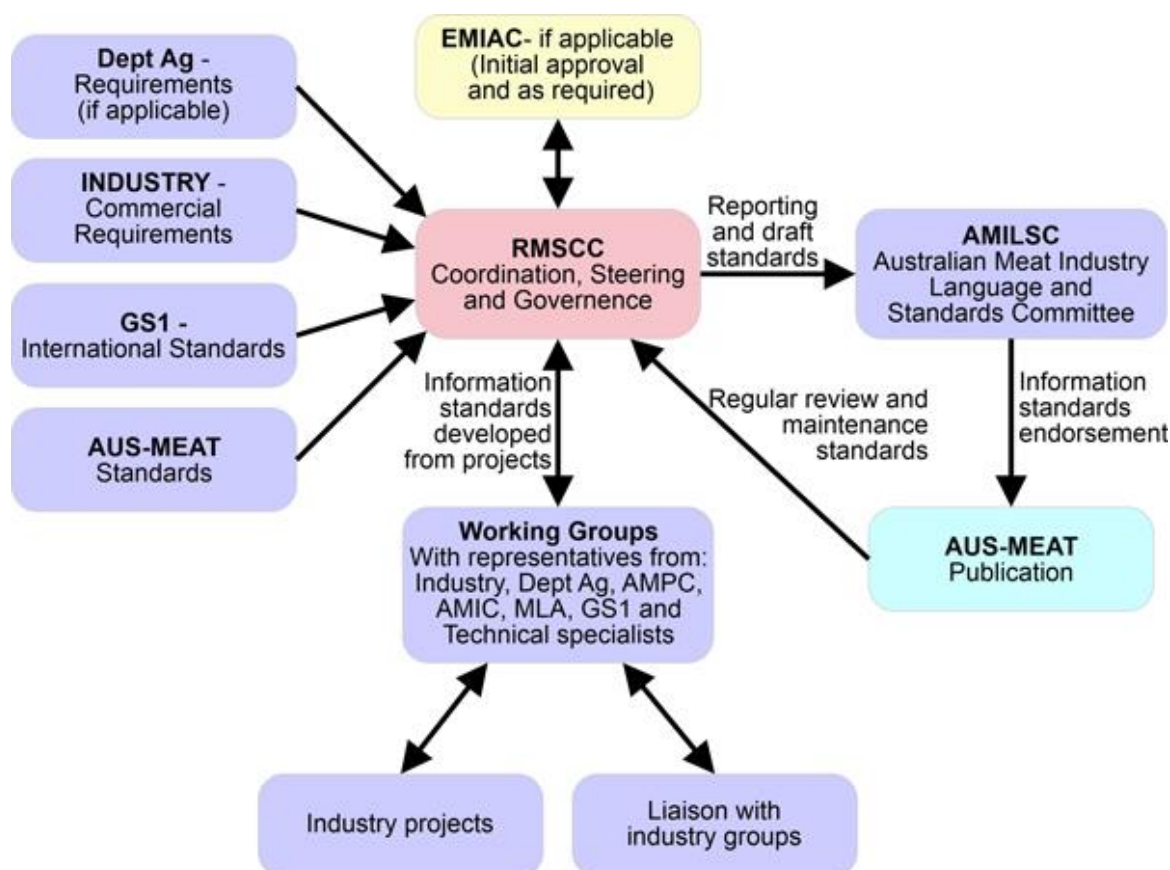 Dept Ag -
Requirements
(if applicable)
EMIAC- if applicable
(Initial approval
and as required)
INDUSTRY -
Commercial
Requirements
GS1 -
International Standards
AUS-MEAT
Standards
RMSCC
Coordination, Steering
and Governence
Reporting
and draft
standards
AMILSC
Australian Meat Industry
Language and
Standards Committee
Information
standards
developed
from projects
Regular review and
maintenance
standards
Information
standards
endorsement
Working Groups
With representatives from:
Industry, Dept Ag, AMPC,
AMIC, MLA, GS1 and
Technical specialists
AUS-MEAT
Publication
Industry projects
Liaison with
industry groups